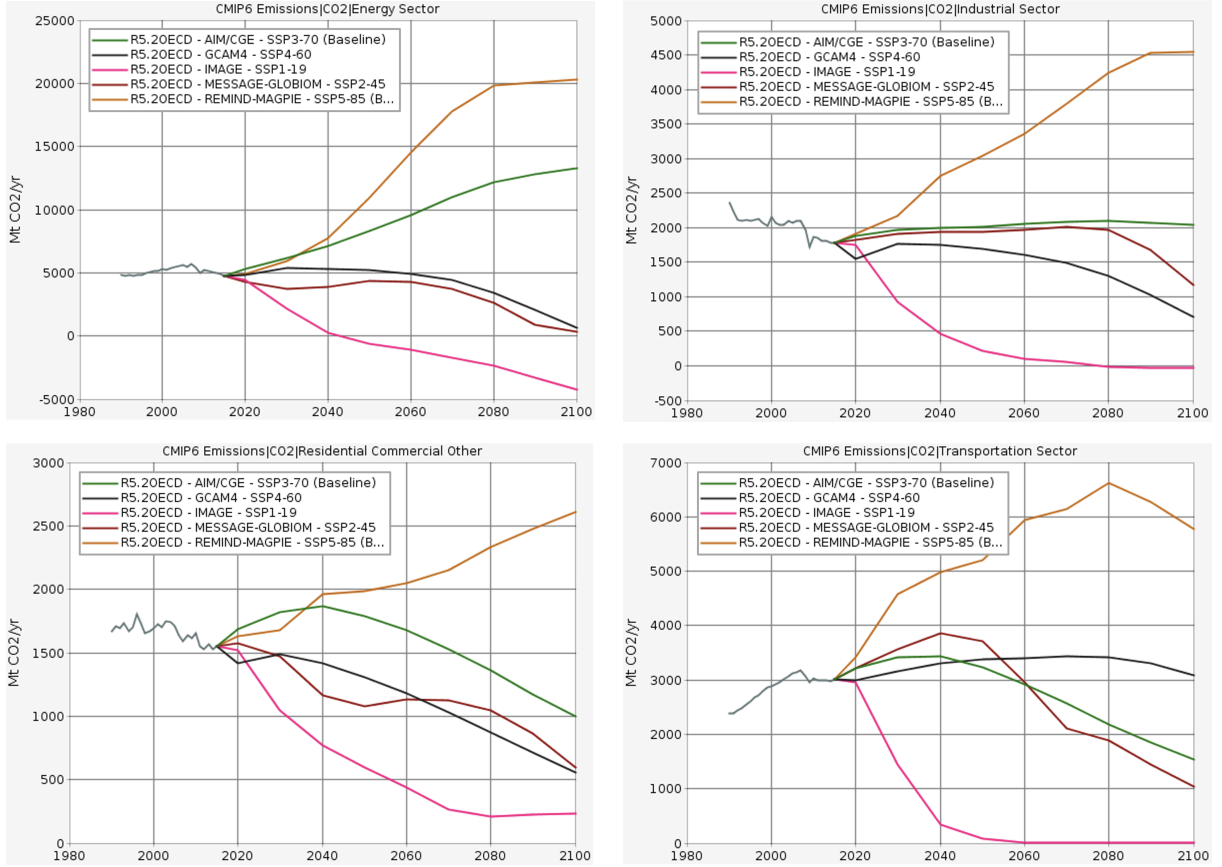 CMIP6 Emissions|CO2|Energy Sector
25000
20000
15000
10000
5000
0
-5000
Mt CO2/yr
R5.2OECD - AIM/CGE - SSP3-70 (Baseline)
R5.2OECD - GCAM4 - SSP4-60
R5.2OECD - IMAGE - SSP1-19
R5.2OECD - MESSAGE-GLOBIOM - SSP2-45
R5.2OECD - REMIND-MAGPIE - SSP5-85 (B...
1980 2000 2020 2040 2060 2080 2100
CMIP6 Emissions|CO2|Industrial Sector
5000
4500
4000
3500
3000
2500
2000
1500
1000
500
0
-500
Mt CO2/yr
R5.2OECD - AIM/CGE - SSP3-70 (Baseline)
R5.2OECD - GCAM4 - SSP4-60
R5.2OECD - IMAGE - SSP1-19
R5.2OECD - MESSAGE-GLOBIOM - SSP2-45
R5.2OECD - REMIND-MAGPIE - SSP5-85 (B...
1980 2000 2020 2040 2060 2080 2100
CMIP6 Emissions|CO2|Residential Commercial Other
3000
2500
2000
1500
1000
500
0
Mt CO2/yr
R5.2OECD - AIM/CGE - SSP3-70 (Baseline)
R5.2OECD - GCAM4 - SSP4-60
R5.2OECD - IMAGE - SSP1-19
R5.2OECD - MESSAGE-GLOBIOM - SSP2-45
R5.2OECD - REMIND-MAGPIE - SSP5-85 (B...
1980 2000 2020 2040 2060 2080 2100
CMIP6 Emissions|CO2|Transportation Sector
7000
6000
5000
4000
3000
2000
1000
0
Mt CO2/yr
R5.2OECD - AIM/CGE - SSP3-70 (Baseline)
R5.2OECD - GCAM4 - SSP4-60
R5.2OECD - IMAGE - SSP1-19
R5.2OECD - MESSAGE-GLOBIOM - SSP2-45
R5.2OECD - REMIND-MAGPIE - SSP5-85 (B...
1980 2000 2020 2040 2060 2080 2100